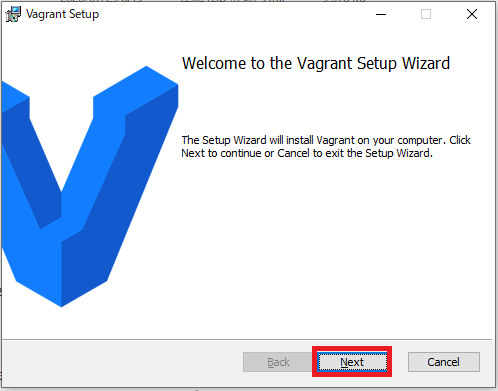 Vagrant Setup
Welcome to the Vagrant Setup Wizard
The Setup Wizard will install Vagrant on your computer. Click
Next to continue or Cancel to exit the Setup Wizard.
Back
Next
Cancel